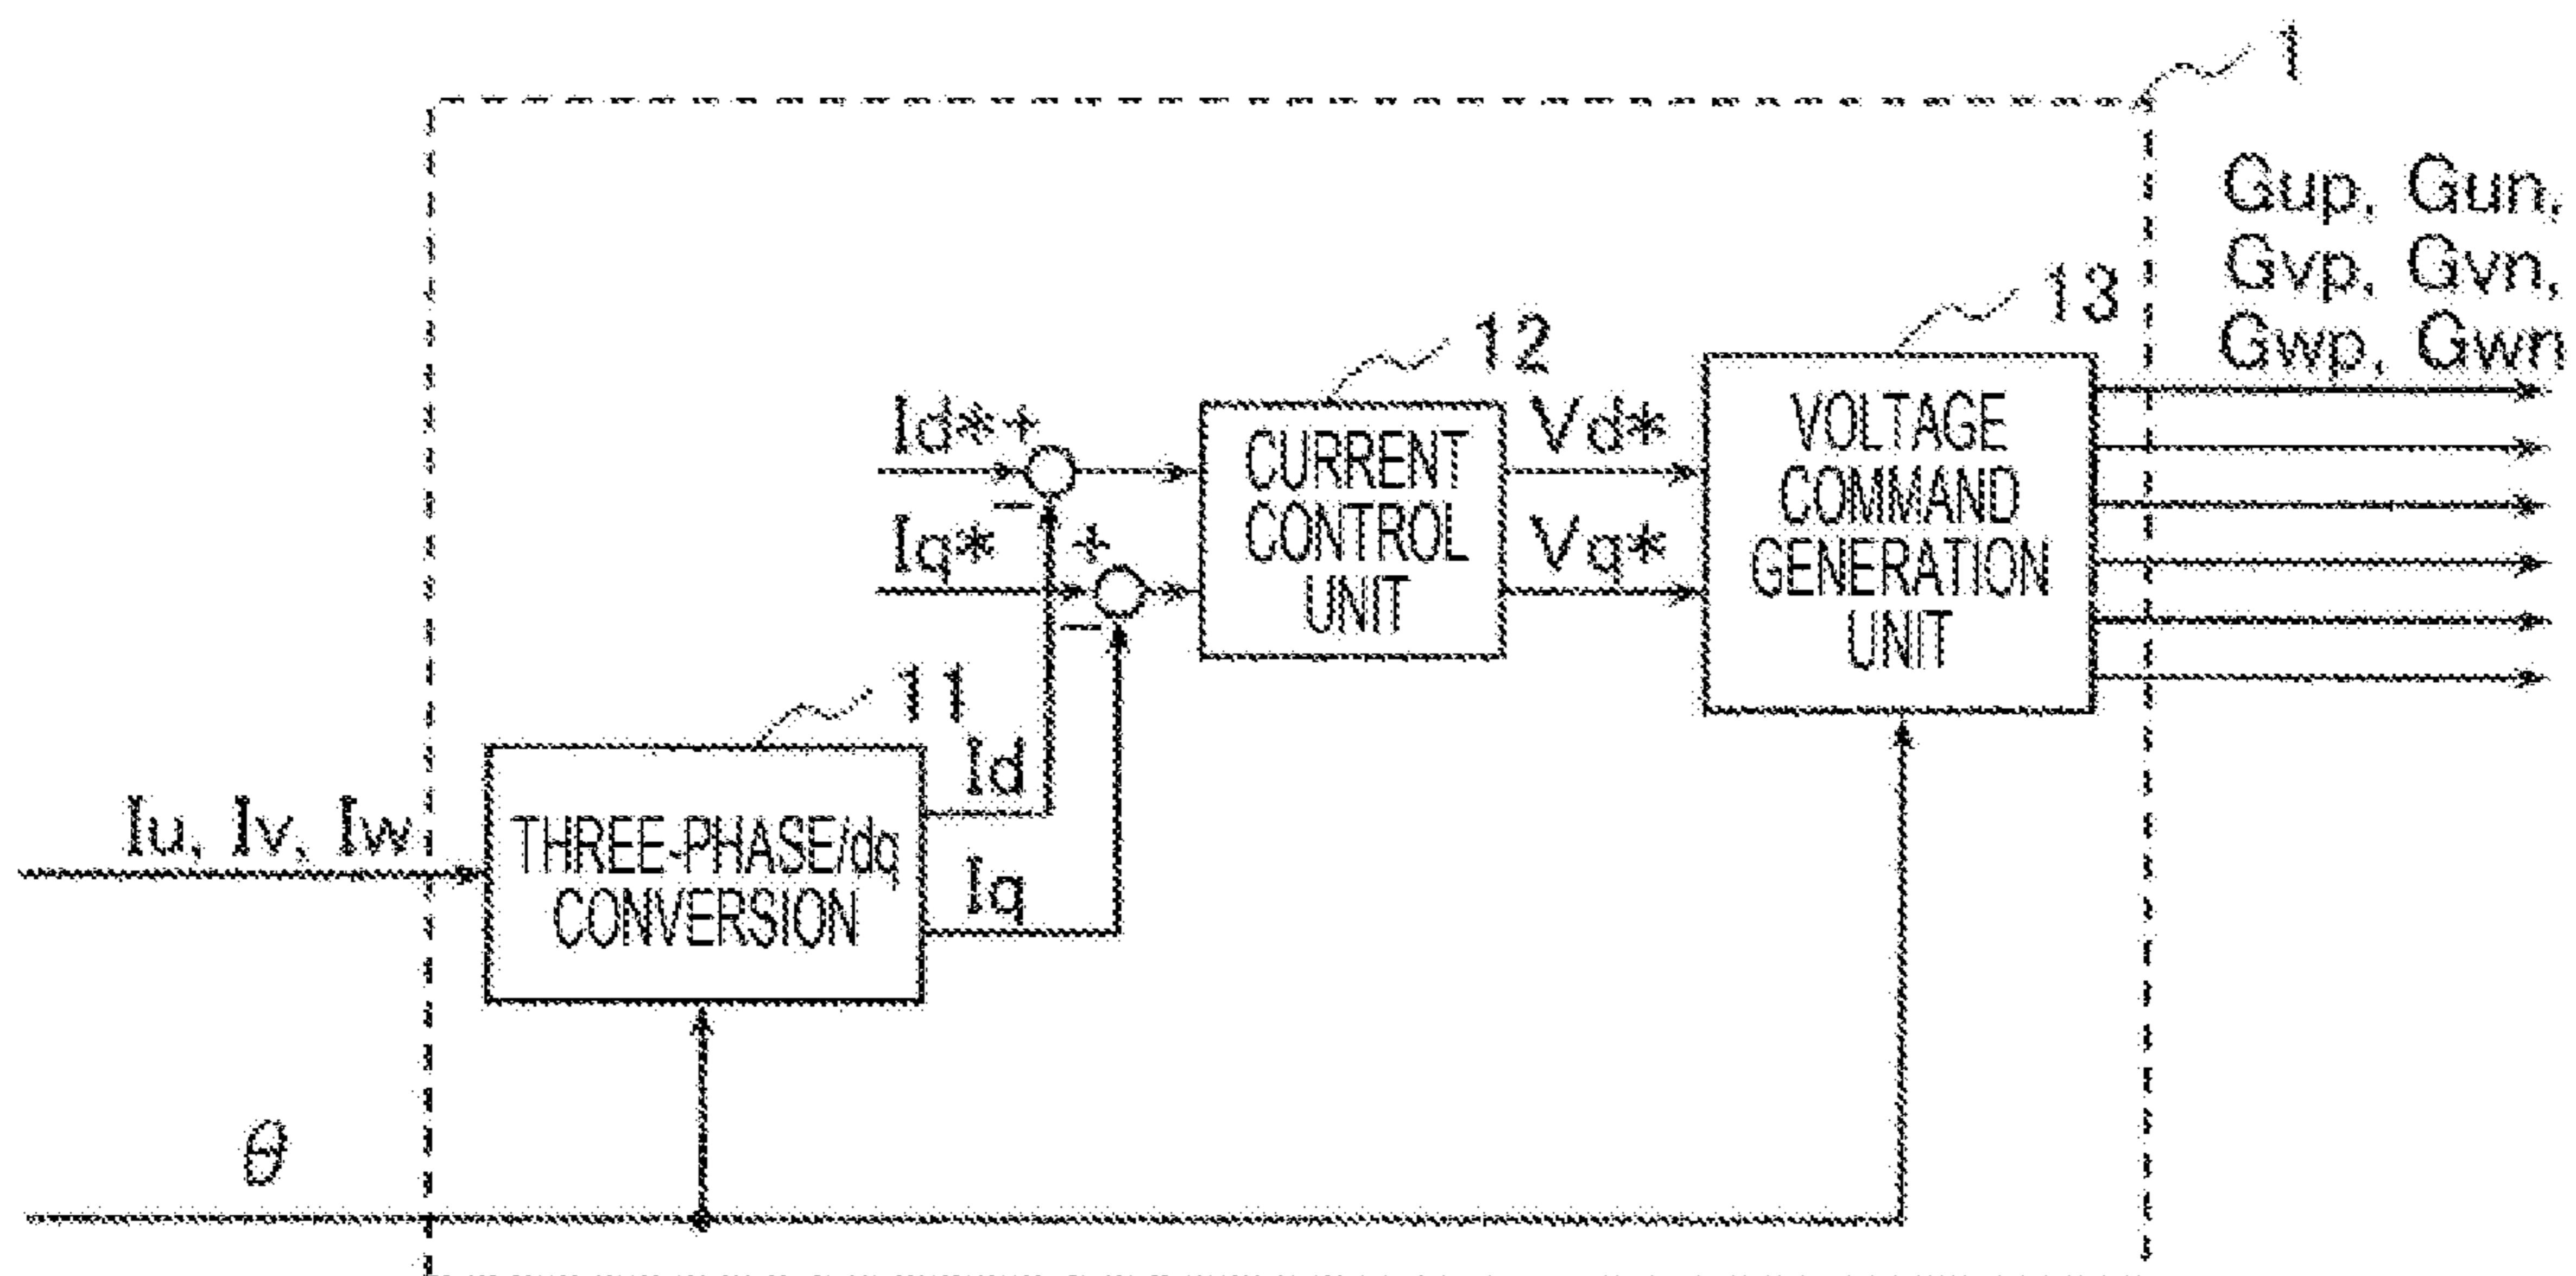 1
Gup, Gun,
Gvp, Gvn,
Gwp, Gwn
13
12
Id*+
Vd*
VOLTAGE
COMMAND
GENERATION
UNIT
CURRENT
CONTROL
UNIT
−
Iq*
+
Vq*
−
11
Id
Iu, Iv, Iw
THREE-PHASE/dq
CONVERSION
Iq
θ